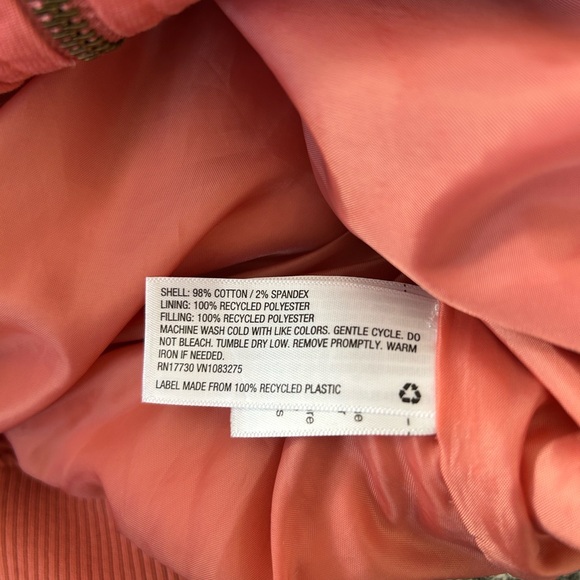 SHELL: 98% COTTON / 2% SPANDEX
LINING: 100% RECYCLED POLYESTER
FILLING: 100% RECYCLED POLYESTER
MACHINE WASH COLD WITH LIKE COLORS. GENTLE CYCLE. DO
NOT BLEACH. TUMBLE DRY LOW. REMOVE PROMPTLY. WARM
IRON IF NEEDED.
RN17730 VN1083275
LABEL MADE FROM 100% RECYCLED PLASTIC